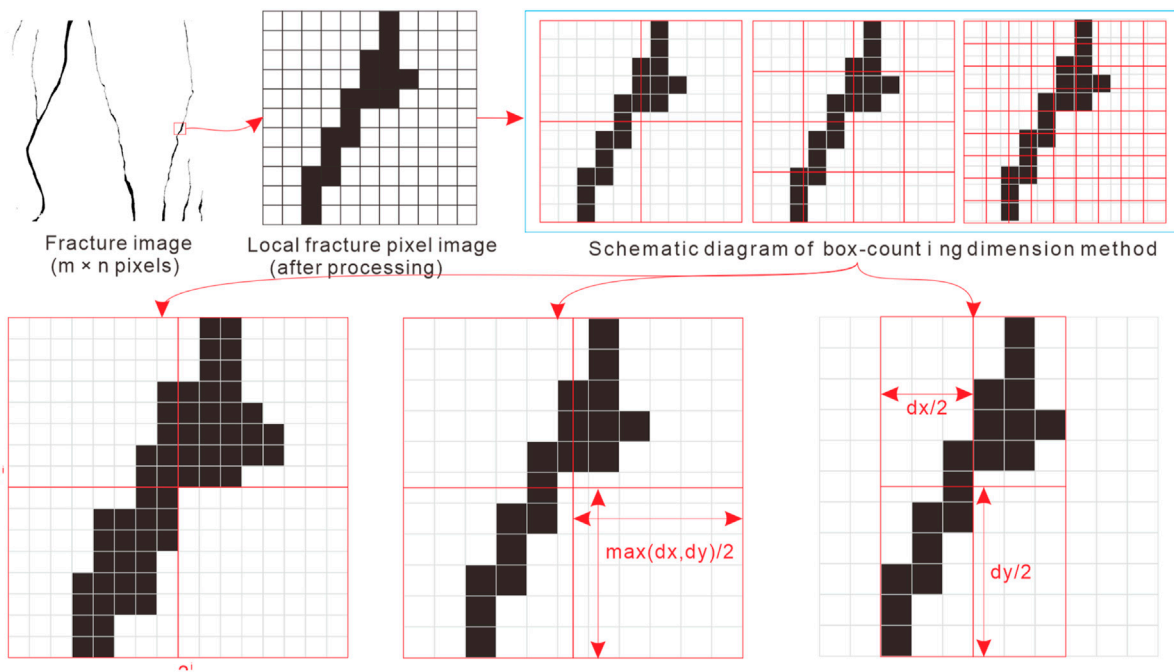 Fracture image
(m × n pixels)
Local fracture pixel image
(after processing)
Schematic diagram of box-count i ng dimension method
max(dx,dy)/2
dx/2
dy/2